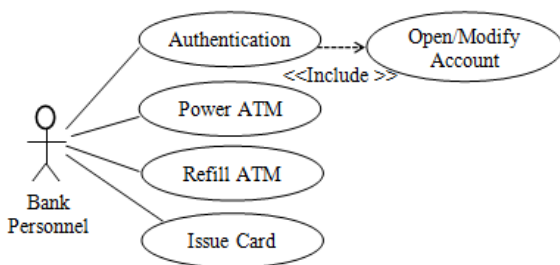 Authentication
Open/Modify
Account
<<Include >>
Power ATM
Refill ATM
Bank
Personnel
Issue Card